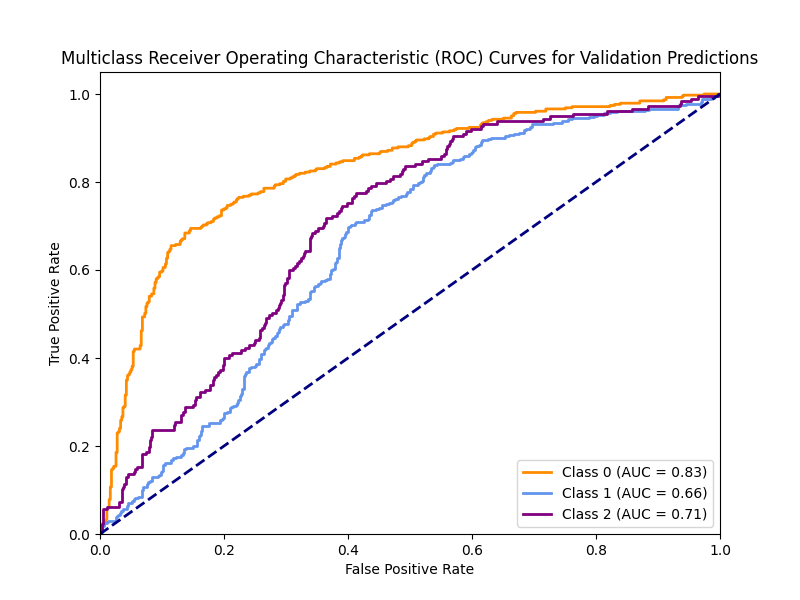 Multiclass Receiver Operating Characteristic (ROC) Curves for Validation Predictions
1.0
0.8
0.6
0.4
0.2
0.0
True Positive Rate
Class 0 (AUC = 0.83)
Class 1 (AUC = 0.66)
Class 2 (AUC = 0.71)
0.0 0.2 0.4 0.6 0.8 1.0
False Positive Rate